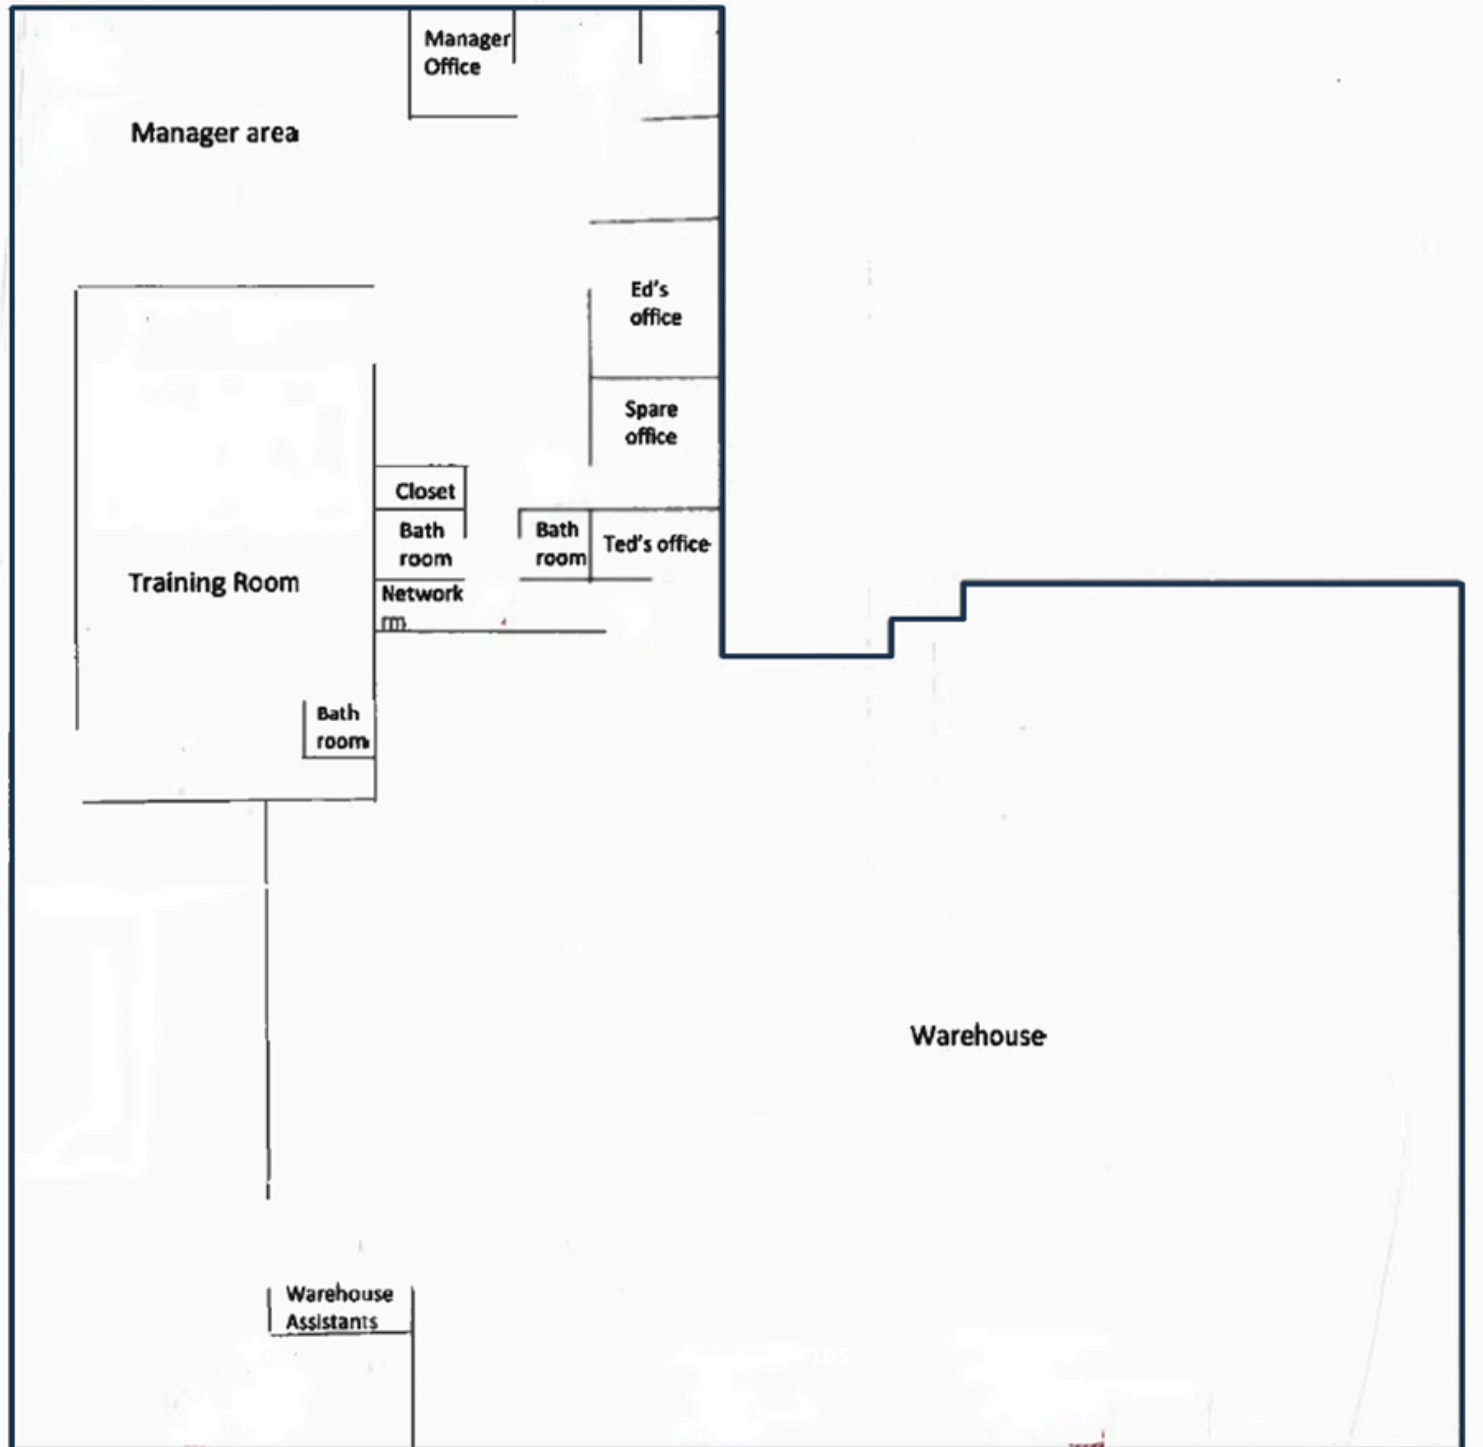 Manager
Office
Manager area
Ed's
office
Spare
office
Closet
Bath
room
Bath
room
Ted's office
Training Room
Network
rm
Bath
room
Warehouse
Warehouse
Assistants